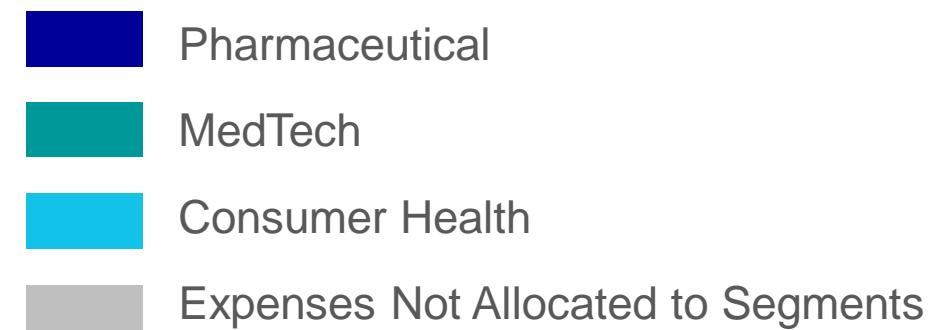 Pharmaceutical
MedTech
Consumer Health
Expenses Not Allocated to Segments